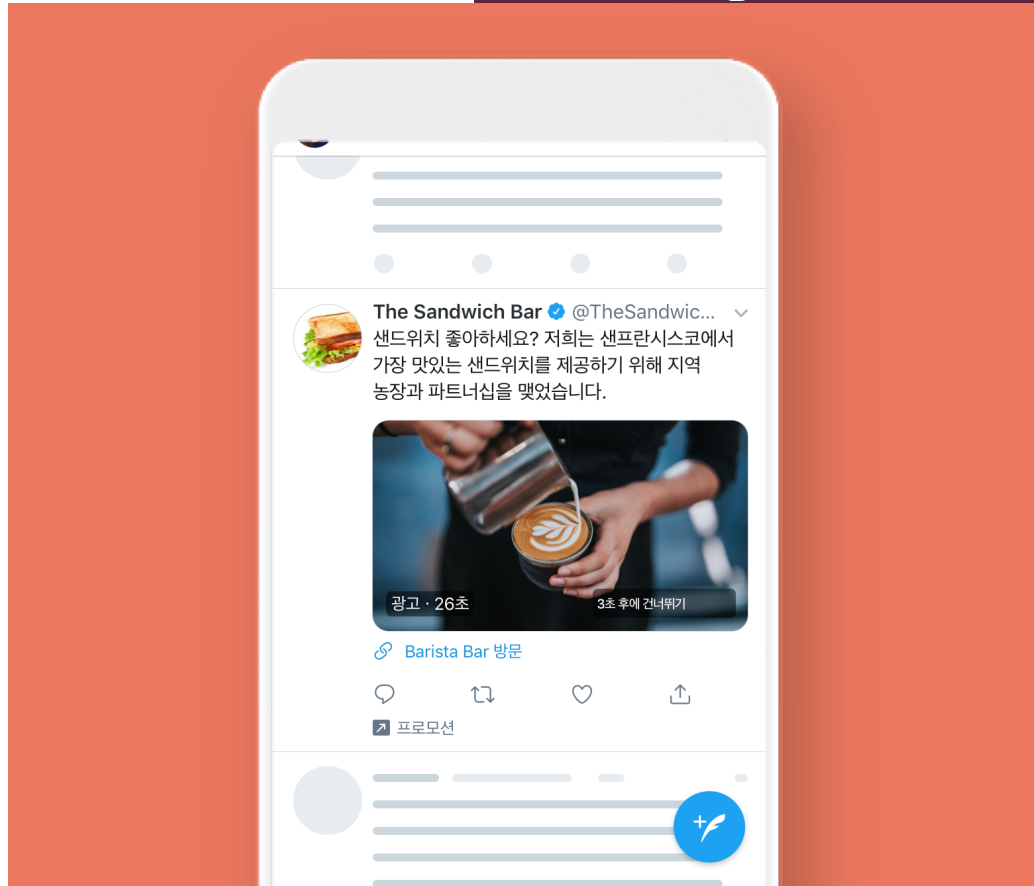 The Sandwich Bar @TheSandwic...
샌드위치 좋아하세요? 저희는 샌프란시스코에서
가장 맛있는 샌드위치를 제공하기 위해 지역
농장과 파트너십을 맺었습니다.
광고 · 26초
3초 후에 건너뛰기
Barista Bar 방문
프로모션